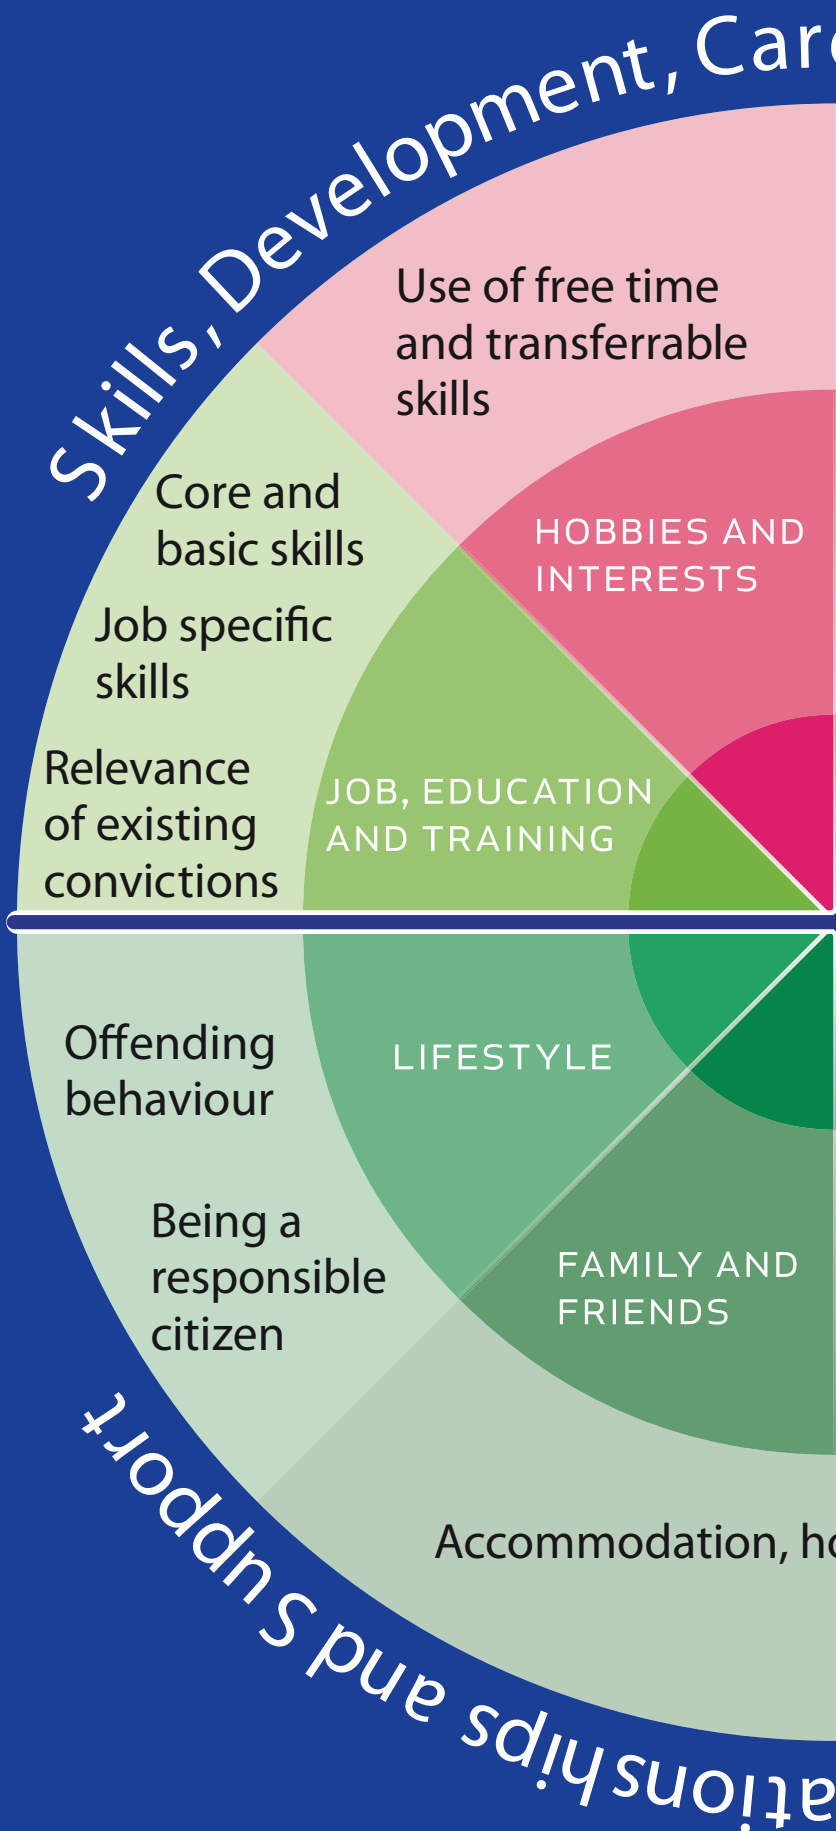 Skills, Development, Care
Use of free time
and transferrable
skills
HOBBIES AND
INTERESTS
Core and
basic skills
Job specific
skills
Relevance
of existing
convictions
JOB, EDUCATION
AND TRAINING
Offending
behaviour
LIFESTYLE
Being a
responsible
citizen
FAMILY AND
FRIENDS
Accommodation,
ationships and Support